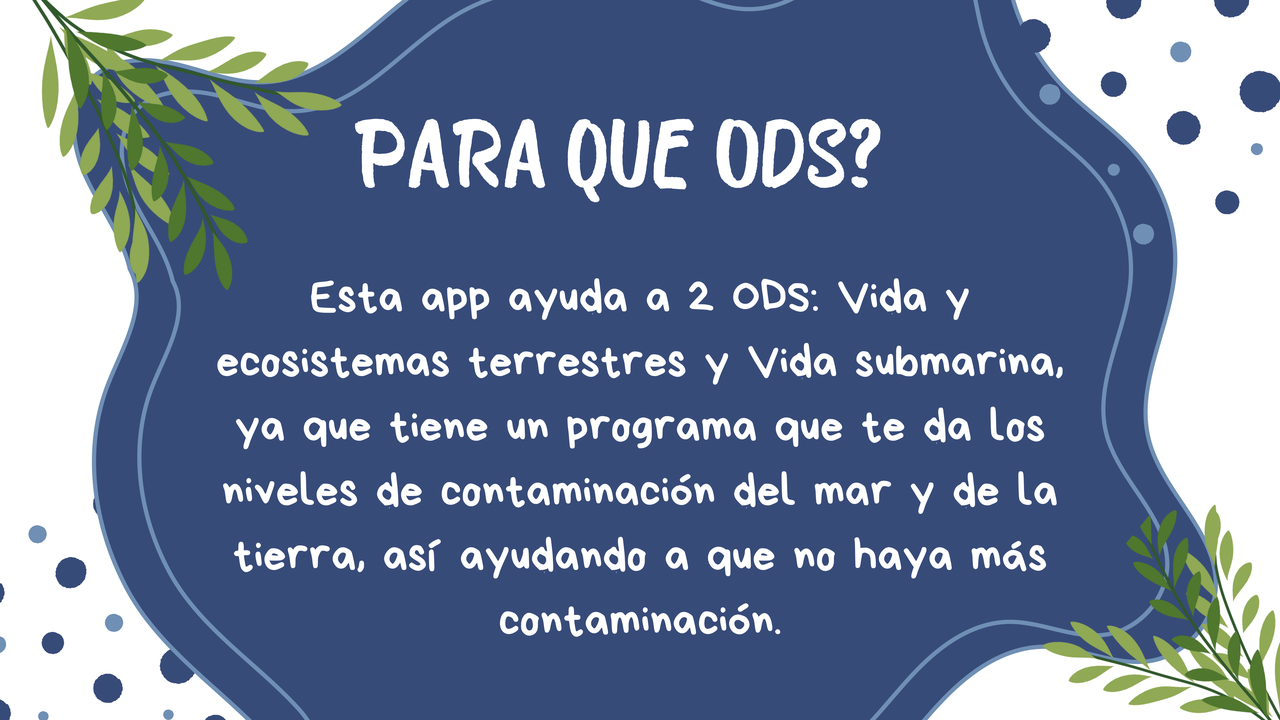 PARA QUE ODS?
Esta app ayuda a 2 ODS: Vida y
ecosistemas terrestres y Vida submarina,
ya que tiene un programa que te da los
niveles de contaminación del mar y de la
tierra, así ayudando a que no haya más
contaminación.